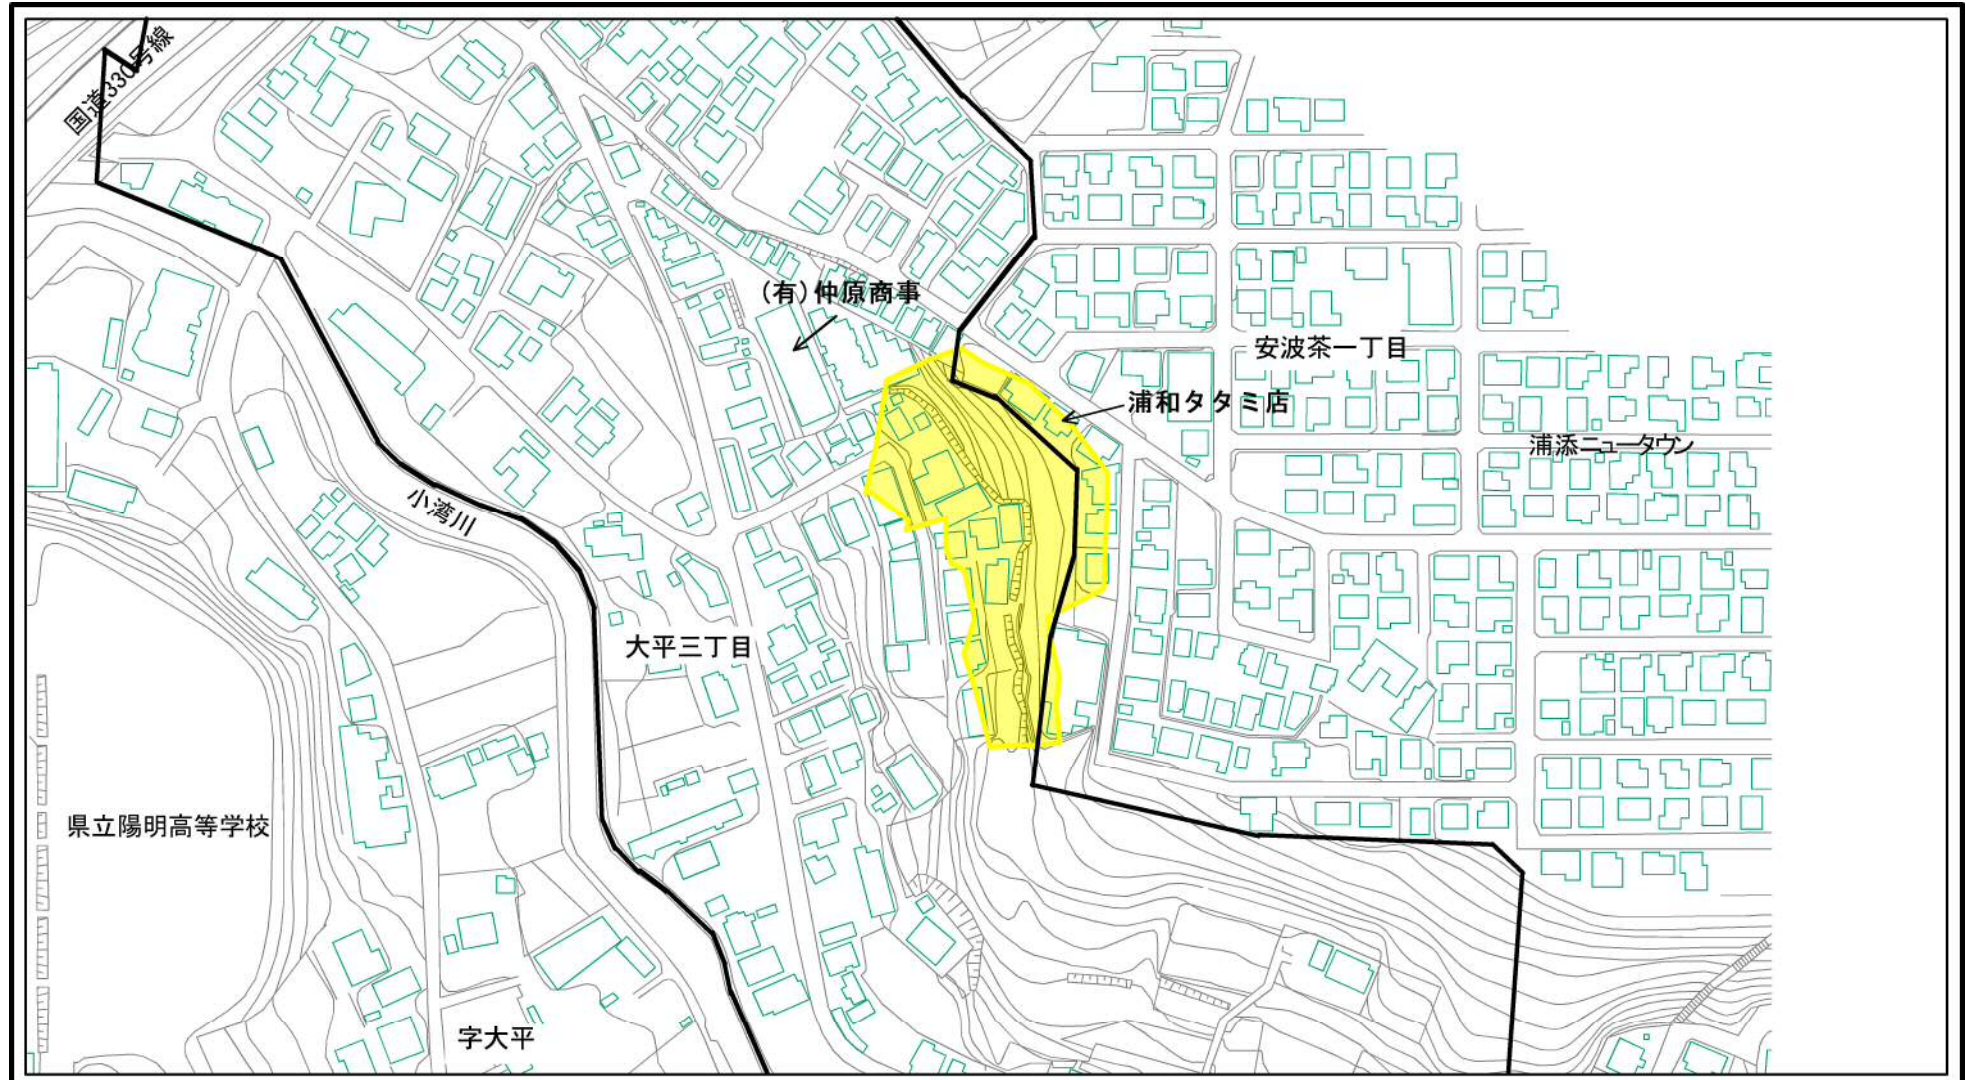 国道330号線
(有)仲原商事
安波茶一丁目
浦和タタミ店
浦添ニュータウン
小湾川
大平三丁目
県立陽明高等学校
字大平